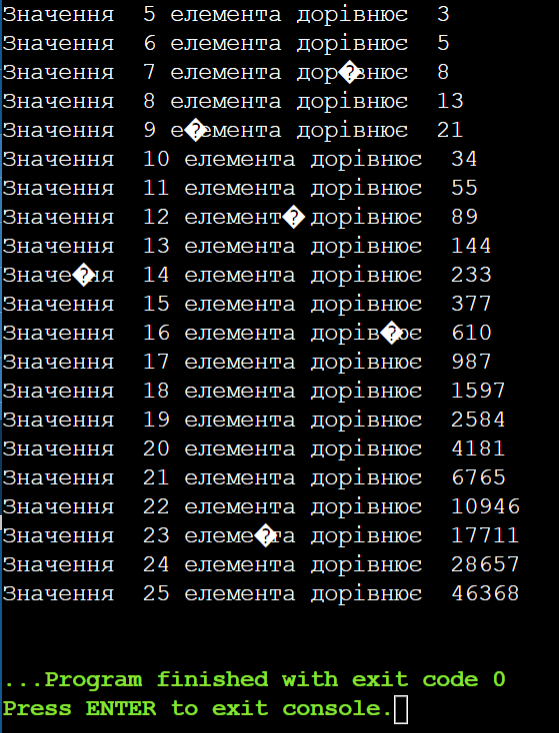 Значення  5 елемента дорівнює  3
Значення  6 елемента дорівнює  5
Значення  7 елемента дор�внює  8
Значення  8 елемента дорівнює  13
Значення  9 е�емента дорівнює  21
Значення  10 елемента дорівнює  34
Значення  11 елемента дорівнює  55
Значення  12 елемент� дорівнює  89
Значення  13 елемента дорівнює  144
Значе�ня  14 елемента дорівнює  233
Значення  15 елемента дорівнює  377
Значення  16 елемента дорів�ює  610
Значення  17 елемента дорівнює  987
Значення  18 елемента дорівнює  1597
Значення  19 елемента дорівнює  2584
Значення  20 елемента дорівнює  4181
Значення  21 елемента дорівнює  6765
Значення  22 елемента дорівнює  10946
Значення  23 елеме�та дорівнює  17711
Значення  24 елемента дорівнює  28657
Значення  25 елемента дорівнює  46368
...Program finished with exit code 0
Press ENTER to exit console.